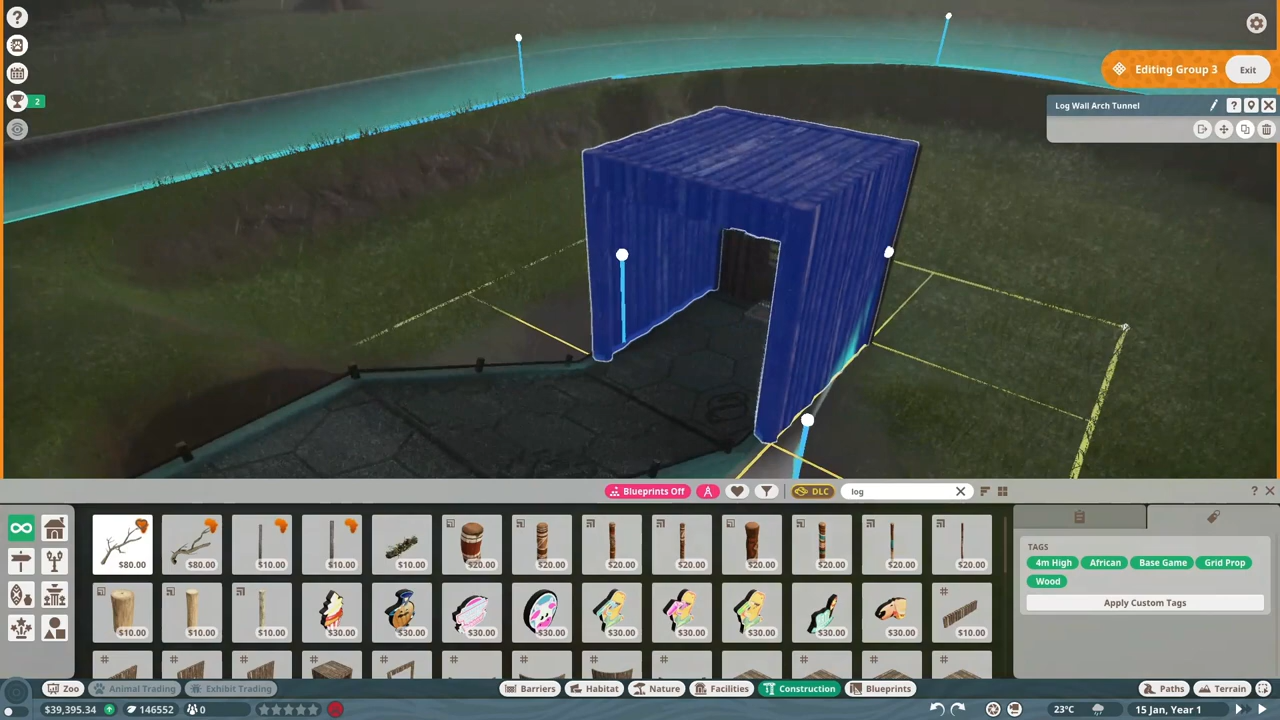 2
Editing Group 3
Exit
Log Wall Arch Tunnel
?
Blueprints Off
DLC
log
$80.00
$80.00
$10.00
$10.00
$10.00
$20.00
$20.00
$20.00
$20.00
$20.00
$20.00
$20.00
$20.00
$10.00
$10.00
$10.00
$30.00
$30.00
$30.00
$30.00
$30.00
$30.00
$30.00
$30.00
$30.00
$10.00
TAGS
4m High
African
Base Game
Grid Prop
Wood
Apply Custom Tags
Zoo
Animal Trading
Exhibit Trading
Barriers
Habitat
Nature
Facilities
Construction
Blueprints
Paths
Terrain
$39,395.34
146552
0
23°C
15 Jan, Year 1